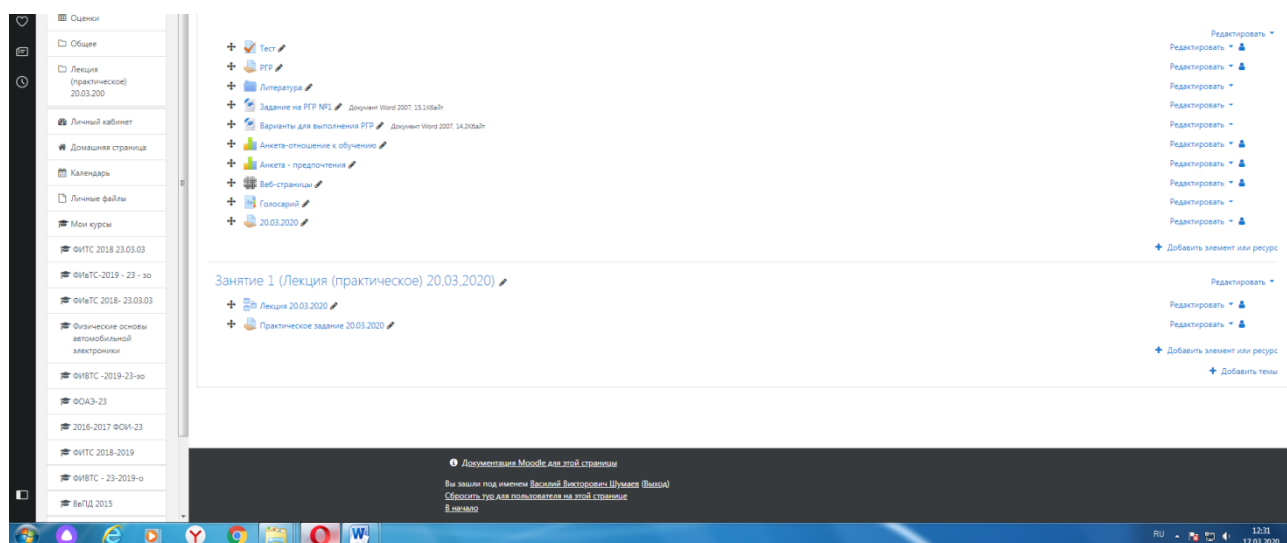 Оценки
Общее
Лекция
(практическое)
20.03.200
Личный кабинет
Домашняя страница
Календарь
Личные файлы
Мои курсы
ФИТС 2018 23.03.03
ФИвТС-2019 - 23 - зо
ФИвТС 2018- 23.03.03
Физические основы
автомобильной
электроники
ФИВТС -2019-23-зо
ФОАЭ-23
2016-2017 ФОИ-23
ФИТС 2018-2019
ФИВТС - 23-2019-о
ВвПД 2015
Редактировать
Тест Редактировать
РГР Редактировать
Литература Редактировать
Задание на РГР №1 Документ Word 2007, 15.1Кбайт Редактировать
Варианты для выполнения РГР Документ Word 2007, 14.2Кбайт Редактировать
Анкета-отношение к обучению Редактировать
Анкета - предпочтения Редактировать
Веб-страницы Редактировать
Голосарий Редактировать
20.03.2020 Редактировать
Добавить элемент или ресурс
Занятие 1 (Лекция (практическое) 20.03.2020) Редактировать
Лекция 20.03.2020 Редактировать
Практическое задание 20.03.2020 Редактировать
Добавить элемент или ресурс
Добавить темы
Документация Moodle для этой страницы
Вы зашли под именем Василий Викторович Шумаев (Выход)
Сбросить тур для пользователя на этой странице
В начало
RU 12:31
17.03.2020